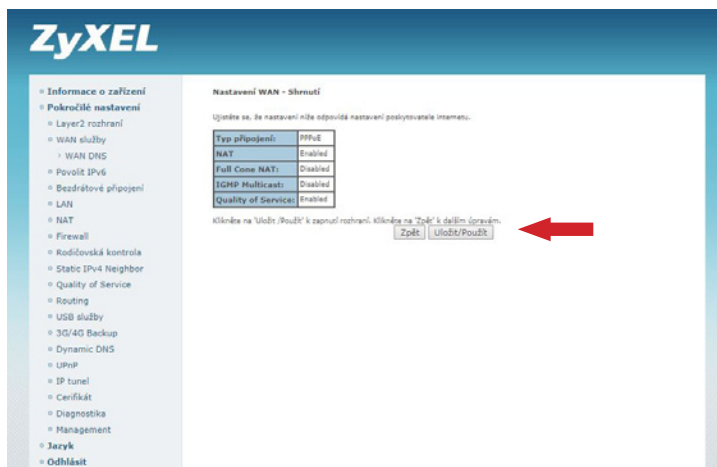 ZyXEL
Informace o zařízení
Pokročilé nastavení
Layer2 rozhraní
WAN služby
WAN DNS
Povolit IPv6
Bezdrátové připojení
LAN
NAT
Firewall
Rodičovská kontrola
Static IPv4 Neighbor
Quality of Service
Routing
USB služby
3G/4G Backup
Dynamic DNS
UPnP
IP tunel
Cerifikát
Diagnostika
Management
Jazyk
Odhlásit
Nastavení WAN - Shrnutí
Ujistěte se, že nastavení níže odpovídá nastavení poskytovatele internetu.
Typ připojení: PPPoE
NAT Enabled
Full Cone NAT: Disabled
IGMP Multicast: Disabled
Quality of Service: Enabled
Klikněte na 'Uložit /Použít' k zapnutí rozhraní. Klikněte na 'Zpět' k dalším úpravám.
Zpět Uložit/Použít